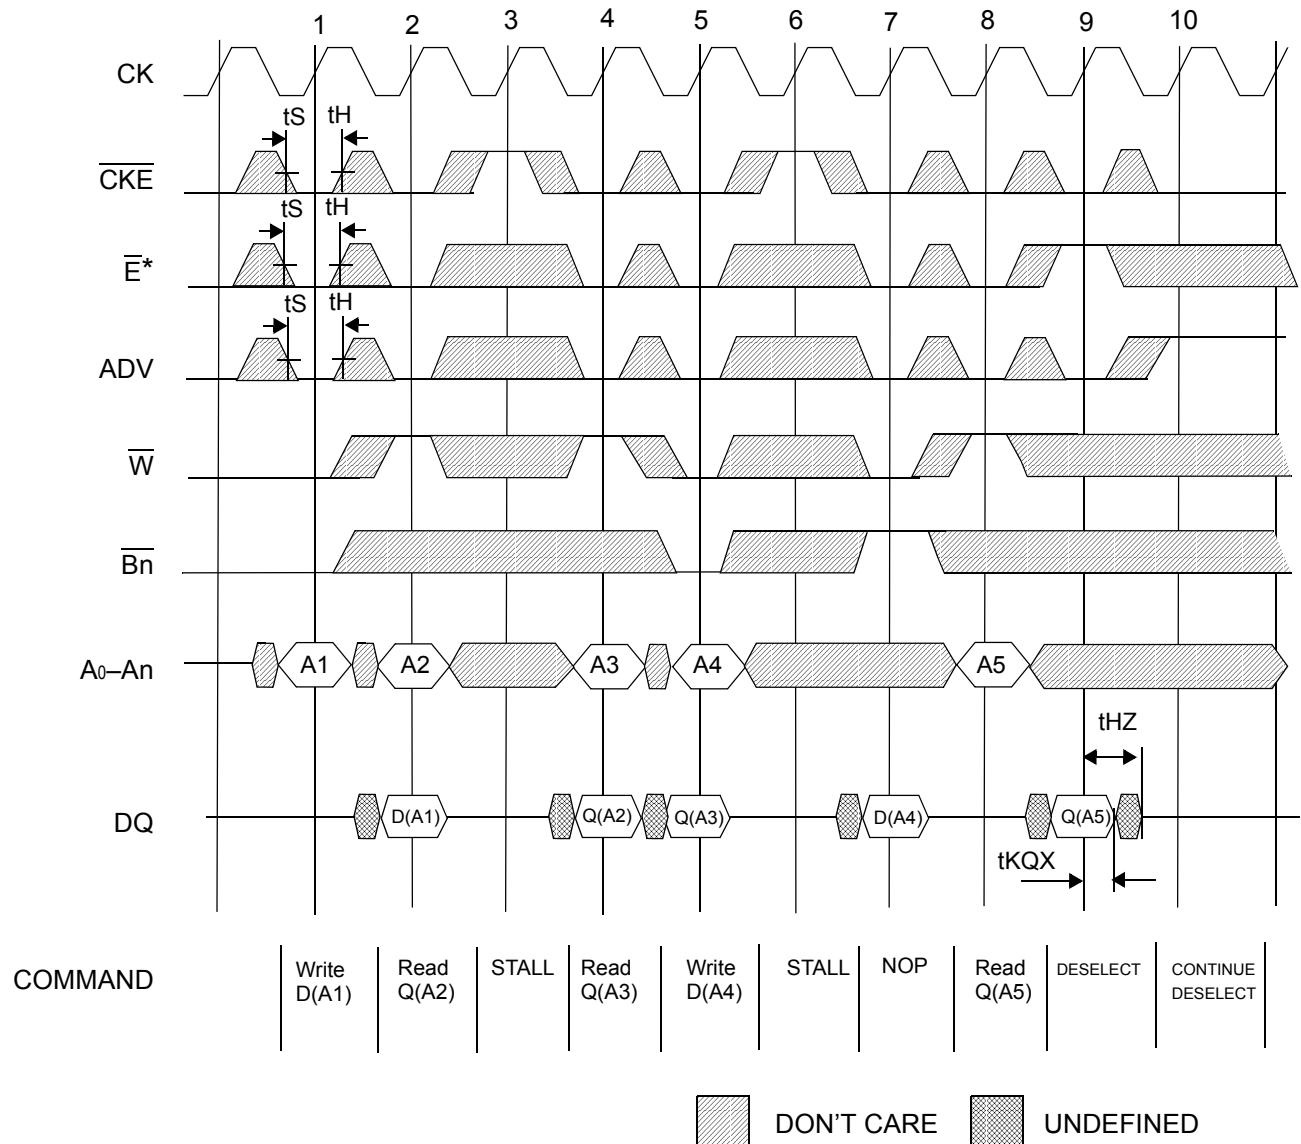 1 2 3 4 5 6 7 8 9 10
CK
tS tH
CKE
tS tH
E*
tS tH
ADV
W
Bn
A0–An A1 A2 A3 A4 A5
tHZ
DQ D(A1) Q(A2) Q(A3) D(A4) Q(A5)
tKQX
COMMAND
Write
D(A1)
Read
Q(A2)
STALL
Read
Q(A3)
Write
D(A4)
STALL
NOP
Read
Q(A5)
DESELECT
CONTINUE
DESELECT
DON'T CARE
UNDEFINED